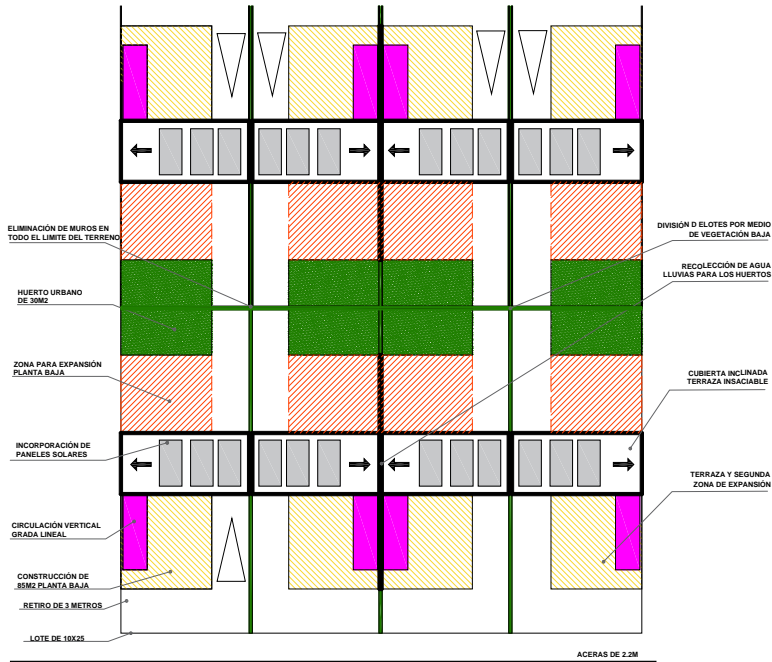 ELIMINACIÓN DE MUROS EN
TODO EL LIMITE DEL TERRENO
HUERTO URBANO
DE 30M2
ZONA PARA EXPANSIÓN
PLANTA BAJA
INCORPORACIÓN DE
PANELES SOLARES
CIRCULACIÓN VERTICAL
GRADA LINEAL
CONSTRUCCIÓN DE
85M2 PLANTA BAJA
RETIRO DE 3 METROS
LOTE DE 10X25
DIVISIÓN D ELOTES POR MEDIO
DE VEGETACIÓN BAJA
RECOLECCIÓN DE AGUA
LLUVIAS PARA LOS HUERTOS
CUBIERTA INCLINADA
TERRAZA INSACIABLE
TERRAZA Y SEGUNDA
ZONA DE EXPANSIÓN
ACERAS DE 2.2M